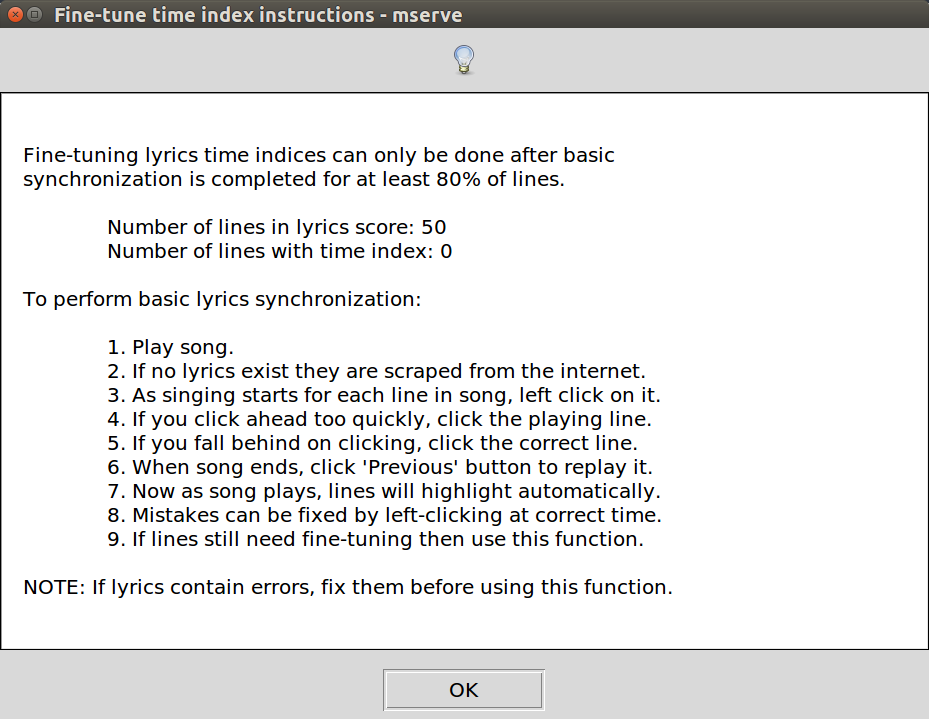 Fine-tune time index instructions - mserve
Fine-tuning lyrics time indices can only be done after basic
synchronization is completed for at least 80% of lines.
Number of lines in lyrics score: 50
Number of lines with time index: 0
To perform basic lyrics synchronization:
1. Play song.
2. If no lyrics exist they are scraped from the internet.
3. As singing starts for each line in song, left click on it.
4. If you click ahead too quickly, click the playing line.
5. If you fall behind on clicking, click the correct line.
6. When song ends, click 'Previous' button to replay it.
7. Now as song plays, lines will highlight automatically.
8. Mistakes can be fixed by left-clicking at correct time.
9. If lines still need fine-tuning then use this function.
NOTE: If lyrics contain errors, fix them before using this function.
OK